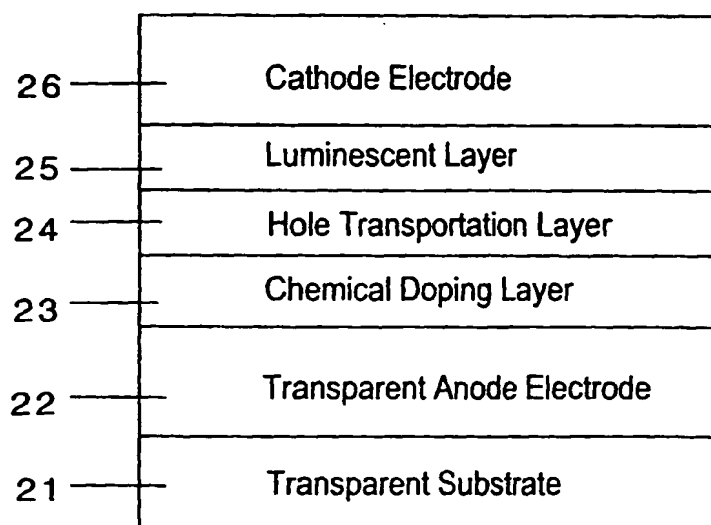 26 Cathode Electrode
25 Luminescent Layer
24 Hole Transportation Layer
23 Chemical Doping Layer
22 Transparent Anode Electrode
21 Transparent Substrate